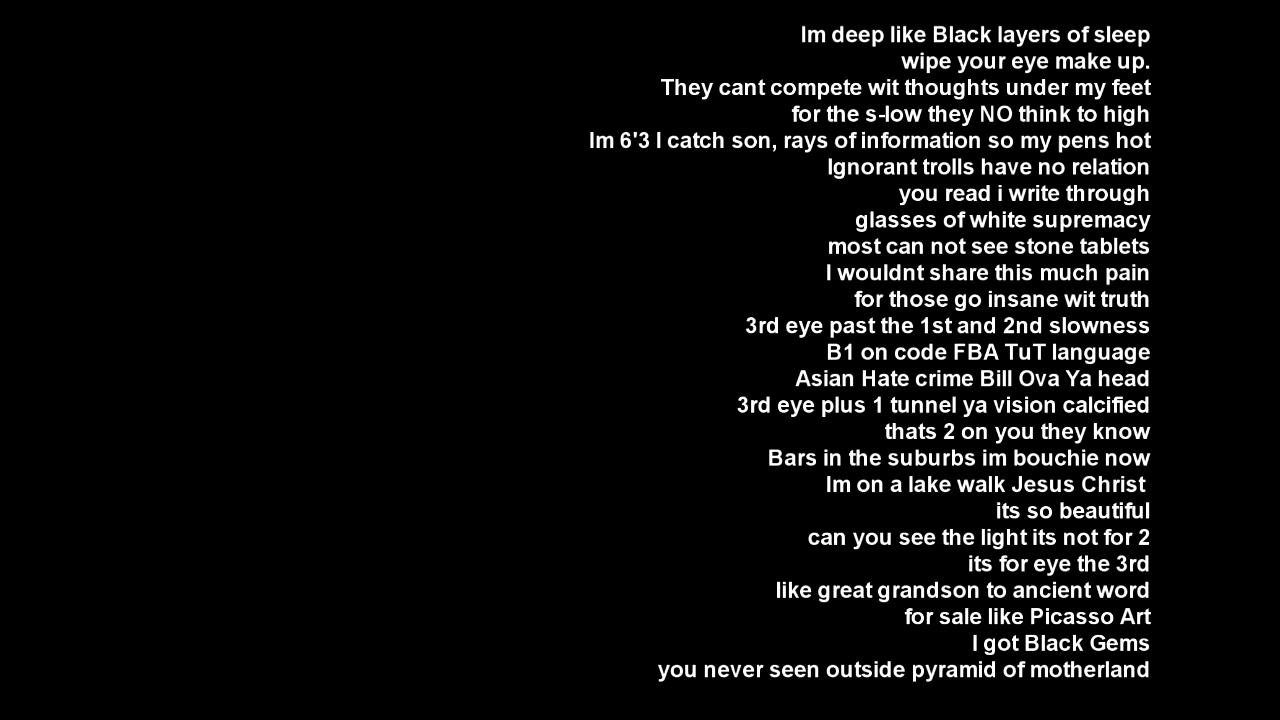 Im deep like Black layers of sleep
wipe your eye make up.
They cant compete wit thoughts under my feet
for the s-low they NO think to high
Im 6'3 I catch son, rays of information so my pens hot
Ignorant trolls have no relation
you read i write through
glasses of white supremacy
most can not see stone tablets
I wouldnt share this much pain
for those go insane wit truth
3rd eye past the 1st and 2nd slowness
B1 on code FBA TuT language
Asian Hate crime Bill Ova Ya head
3rd eye plus 1 tunnel ya vision calcified
thats 2 on you they know
Bars in the suburbs im bouchie now
Im on a lake walk Jesus Christ
its so beautiful
can you see the light its not for 2
its for eye the 3rd
like great grandson to ancient word
for sale like Picasso Art
I got Black Gems
you never seen outside pyramid of motherland